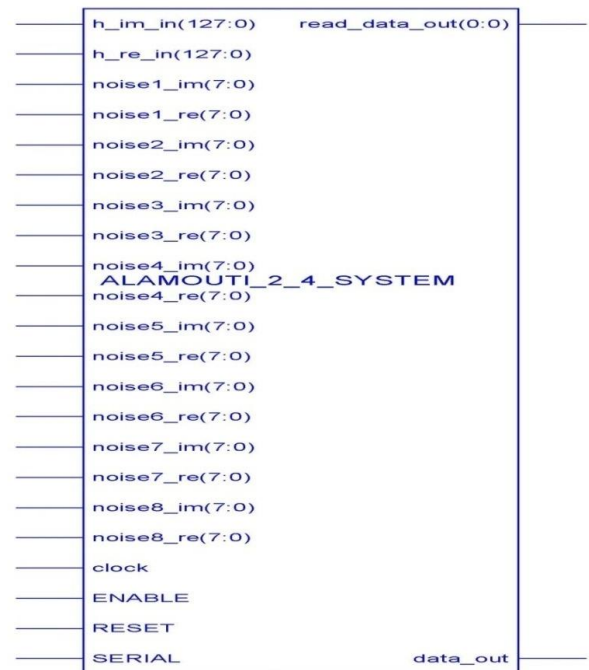 h_im_in(127:0) read_data_out(0:0)
h_re_in(127:0)
noise1_im(7:0)
noise1_re(7:0)
noise2_im(7:0)
noise2_re(7:0)
noise3_im(7:0)
noise3_re(7:0)
noise4_im(7:0)
ALAMOUTI_2_4_SYSTEM
noise4_re(7:0)
noise5_im(7:0)
noise5_re(7:0)
noise6_im(7:0)
noise6_re(7:0)
noise7_im(7:0)
noise7_re(7:0)
noise8_im(7:0)
noise8_re(7:0)
clock
ENABLE
RESET
SERIAL data_out